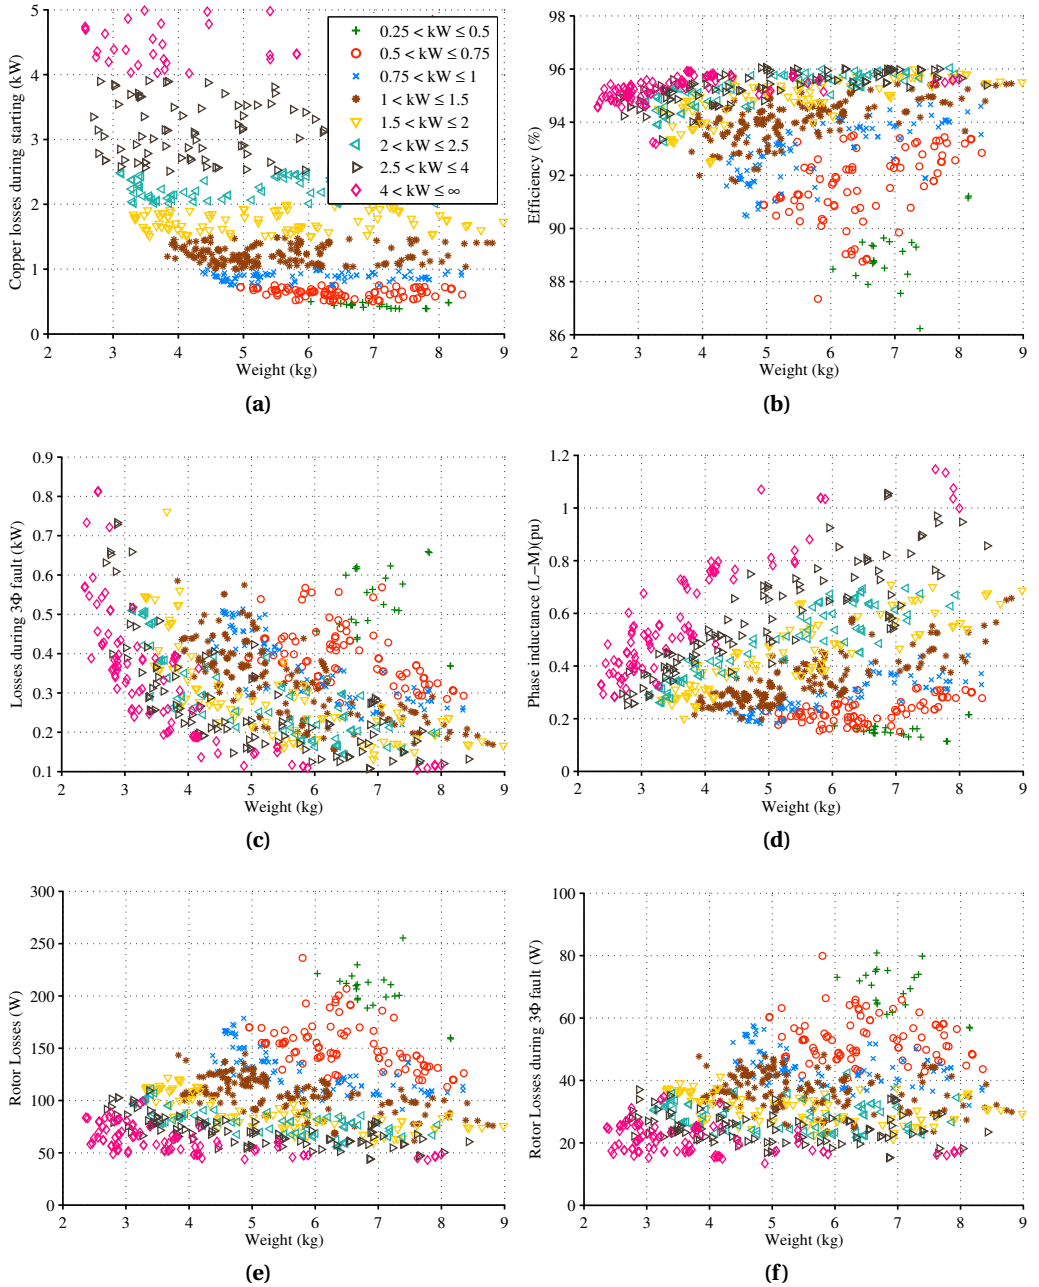 5
4
3
2
1
0
Copper losses during starting (kW)
2 3 4 5 6 7 8 9
Weight (kg)
0.25 < kW ≤ 0.5
0.5 < kW ≤ 0.75
0.75 < kW ≤ 1
1 < kW ≤ 1.5
1.5 < kW ≤ 2
2 < kW ≤ 2.5
2.5 < kW ≤ 4
4 < kW ≤ ∞
(a)
98
96
94
92
90
88
86
Efficiency (%)
2 3 4 5 6 7 8 9
Weight (kg)
(b)
0.9
0.8
0.7
0.6
0.5
0.4
0.3
0.2
0.1
Losses during 3Φ fault (kW)
2 3 4 5 6 7 8 9
Weight (kg)
(c)
1.2
1
0.8
0.6
0.4
0.2
0
Phase inductance (L−M)(pu)
2 3 4 5 6 7 8 9
Weight (kg)
(d)
300
250
200
150
100
50
0
Rotor Losses (W)
2 3 4 5 6 7 8 9
Weight (kg)
(e)
100
80
60
40
20
0
Rotor Losses during 3Φ fault (W)
2 3 4 5 6 7 8 9
Weight (kg)
(f)